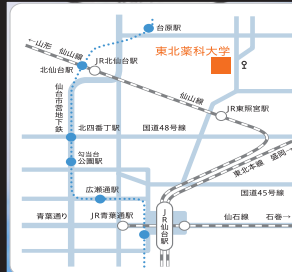 台原駅
←山形 仙山線
JR北仙台駅
北仙台駅
東北薬科大学
仙台市営地下鉄
仙山線
JR東照宮駅
北四番丁駅
国道48号線
勾当台
公園駅
東北本線 盛岡→
広瀬通駅
国道45号線
青葉通り
JR青葉通駅
JR仙台駅
仙石線 石巻→